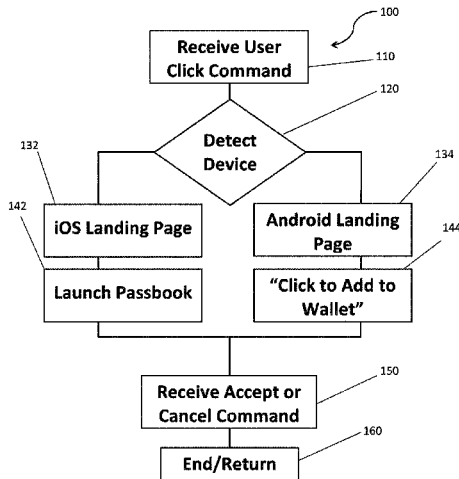 100
Receive User
Click Command
110
120
Detect
Device
132
134
iOS Landing Page
Android Landing
Page
142
144
Launch Passbook
“Click to Add to
Wallet”
150
Receive Accept or
Cancel Command
160
End/Return